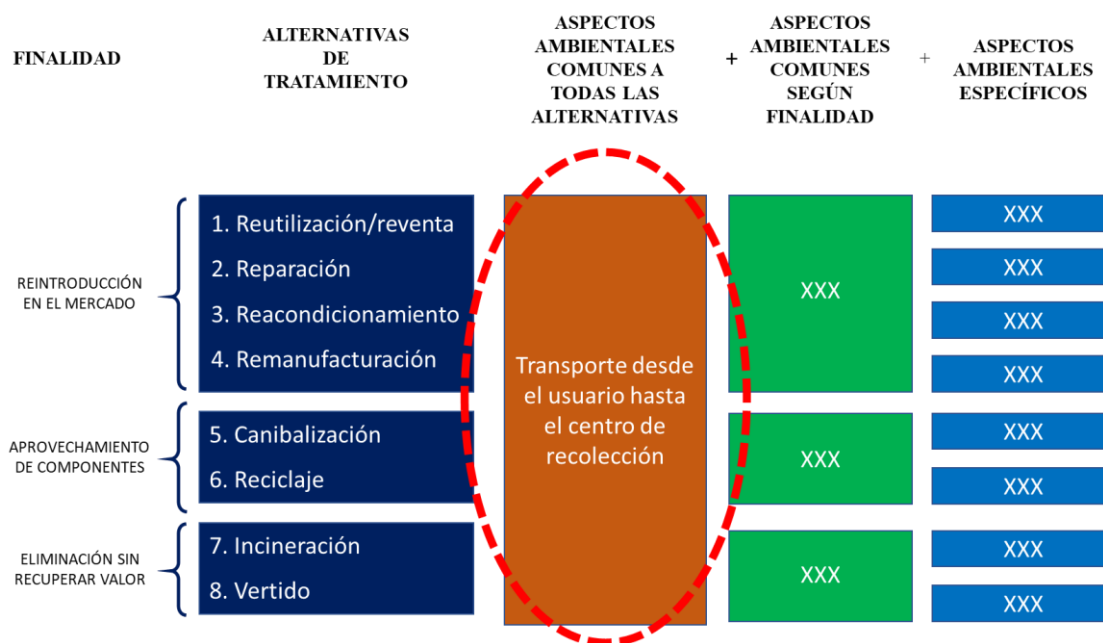 FINALIDAD
ALTERNATIVAS
DE
TRATAMIENTO
ASPECTOS
AMBIENTALES
COMUNES A
TODAS LAS
ALTERNATIVAS
+
ASPECTOS
AMBIENTALES
COMUNES
SEGÚN
FINALIDAD
+
ASPECTOS
AMBIENTALES
ESPECÍFICOS
REINTRODUCCIÓN
EN EL MERCADO
1. Reutilización/reventa
2. Reparación
3. Reacondicionamiento
4. Remanufacturación
APROVECHAMIENTO
DE COMPONENTES
5. Canibalización
6. Reciclaje
ELIMINACIÓN SIN
RECUPERAR VALOR
7. Incineración
8. Vertido
Transporte desde
el usuario hasta
el centro de
recolección
XXX
XXX
XXX
XXX
XXX
XXX
XXX
XXX
XXX
XXX
XXX